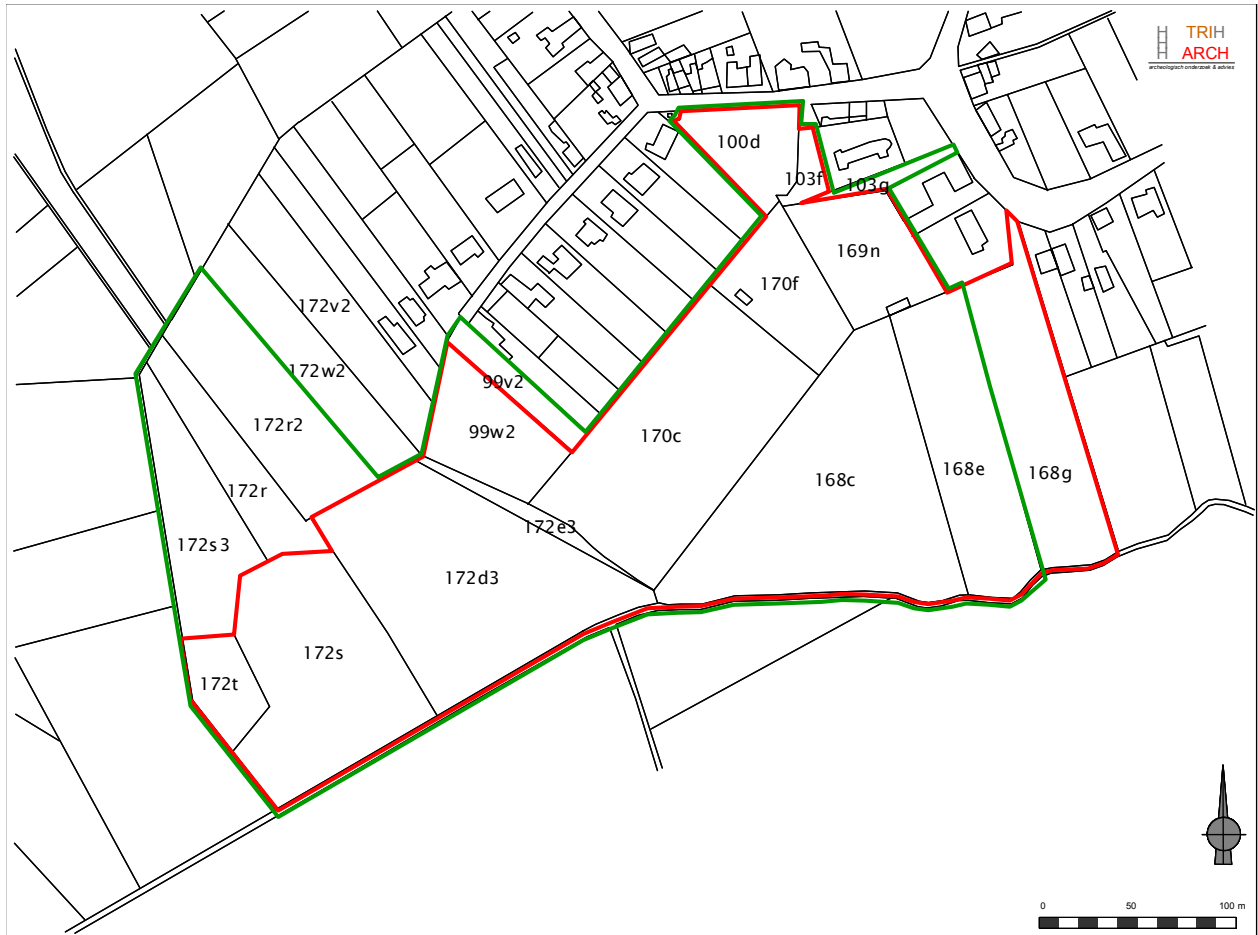 TRIH
ARCH
archeologisch onderzoek & advies
100d
103f
103g
169n
170f
172v2
172w2
99v2
172r2
99w2
170c
168c
168e
168g
172r
172e3
172s3
172d3
172s
172t
0 50 100 m